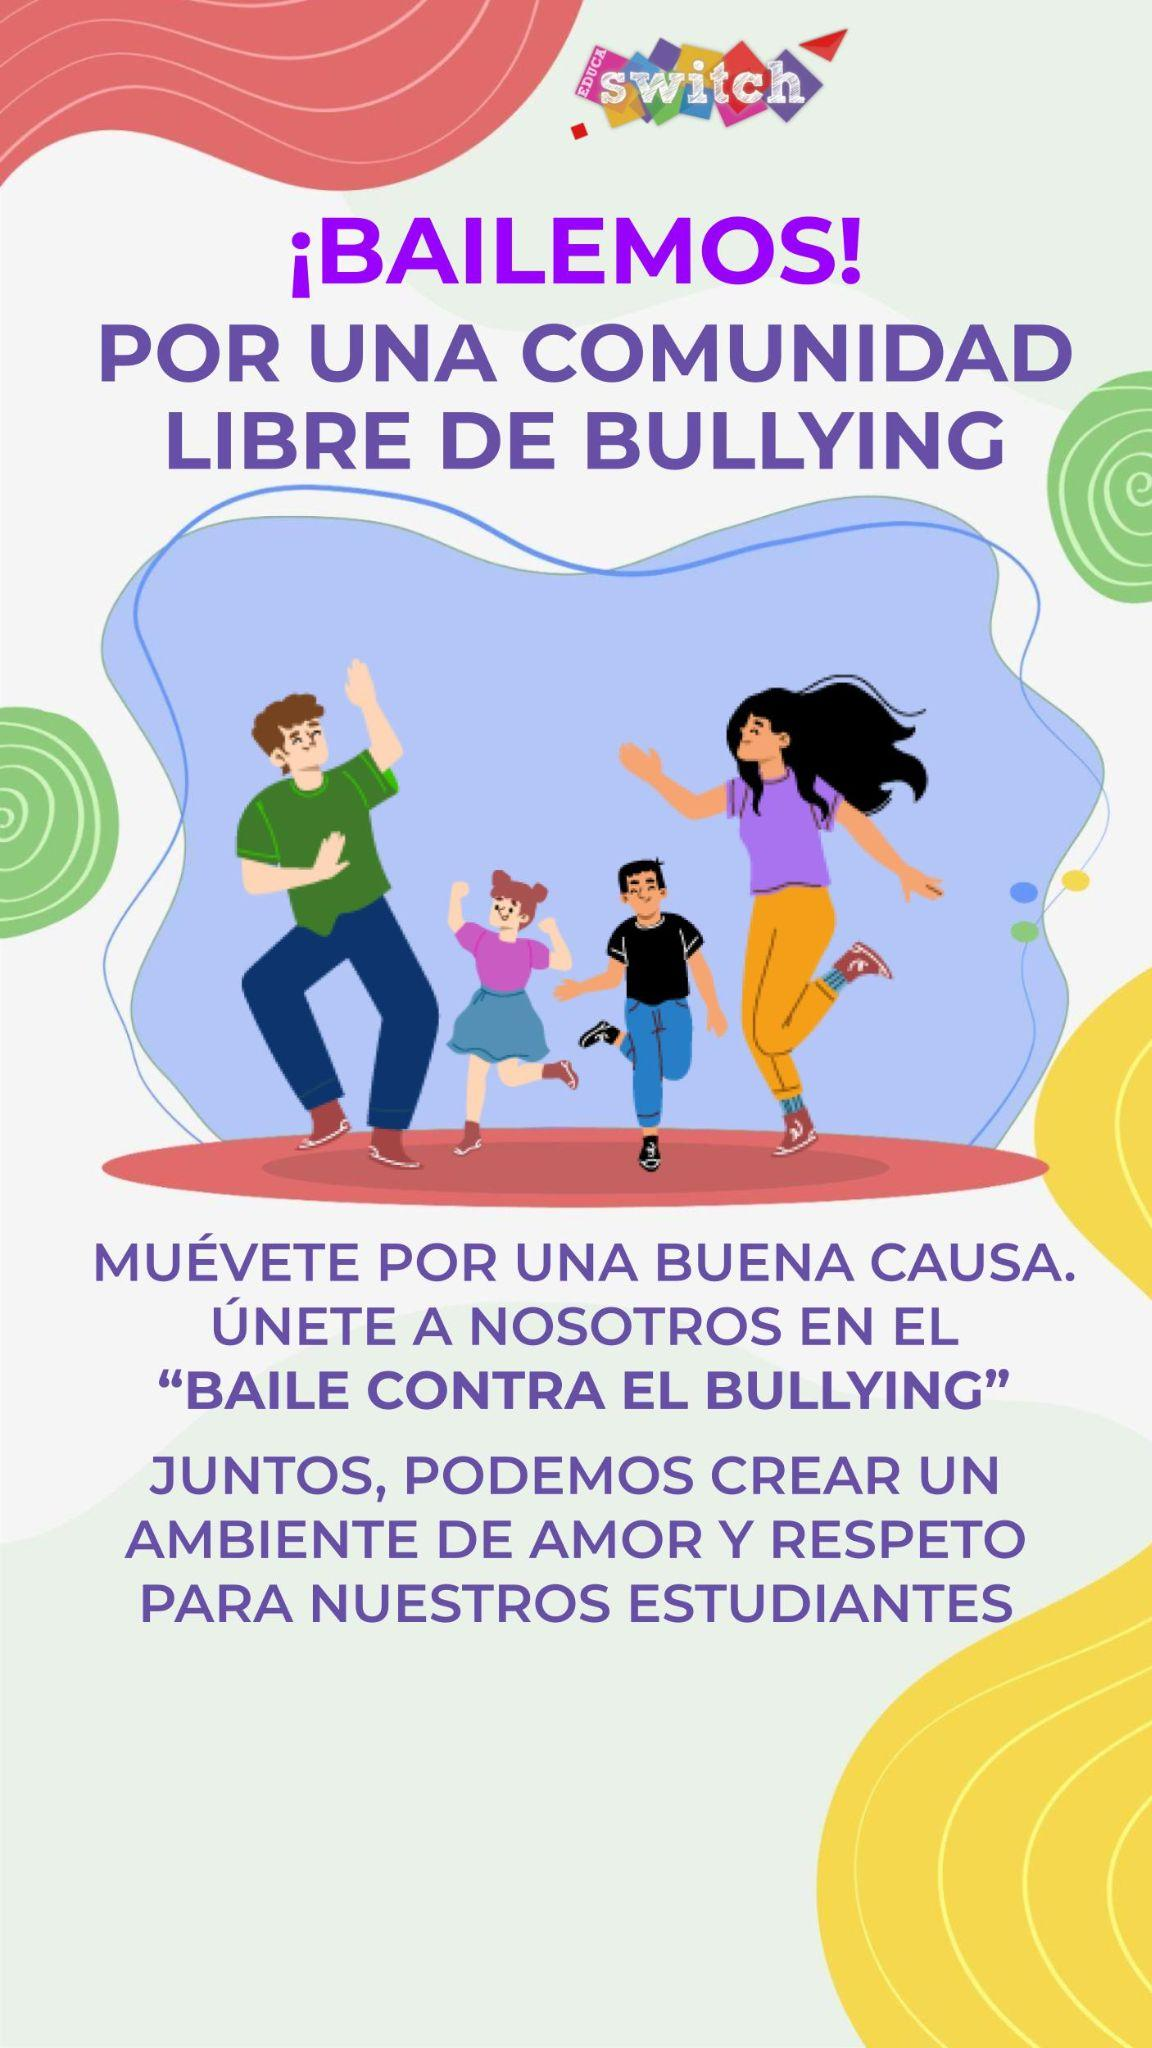 EDUCA
switch
¡BAILEMOS!
POR UNA COMUNIDAD
LIBRE DE BULLYING
MUÉVETE POR UNA BUENA CAUSA.
ÚNETE A NOSOTROS EN EL
“BAILE CONTRA EL BULLYING”
JUNTOS, PODEMOS CREAR UN
AMBIENTE DE AMOR Y RESPETO
PARA NUESTROS ESTUDIANTES